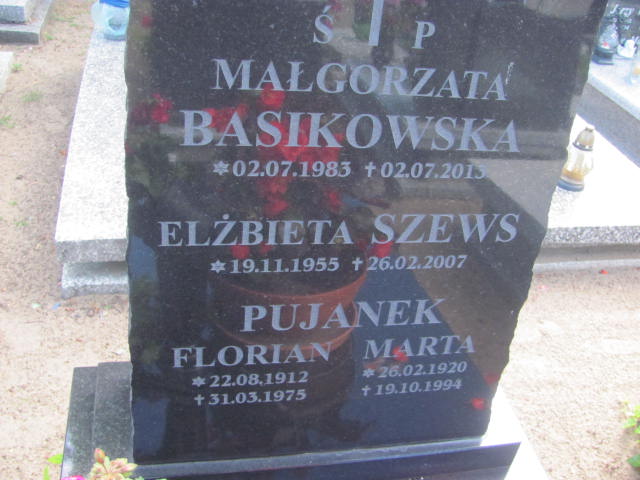 Ś P
MAŁGORZATA
BASIKOWSKA
*02.07.1983 †02.07.2013
ELŻBIETA SZEWS
*19.11.1955 †26.02.2007
PUJANEK
FLORIAN MARTA
*22.08.1912 *26.02.1920
†31.03.1975 †19.10.1994